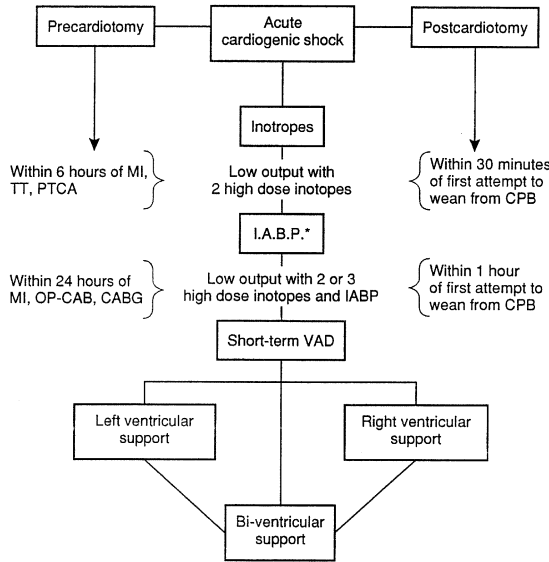 Precardiotomy
Acute
cardiogenic shock
Postcardiotomy
Inotropes
Within 6 hours of MI,
TT, PTCA
Low output with
2 high dose inotopes
Within 30 minutes
of first attempt to
wean from CPB
I.A.B.P.*
Within 24 hours of
MI, OP-CAB, CABG
Low output with 2 or 3
high dose inotopes and IABP
Within 1 hour
of first attempt to
wean from CPB
Short-term VAD
Left ventricular
support
Right ventricular
support
Bi-ventricular
support